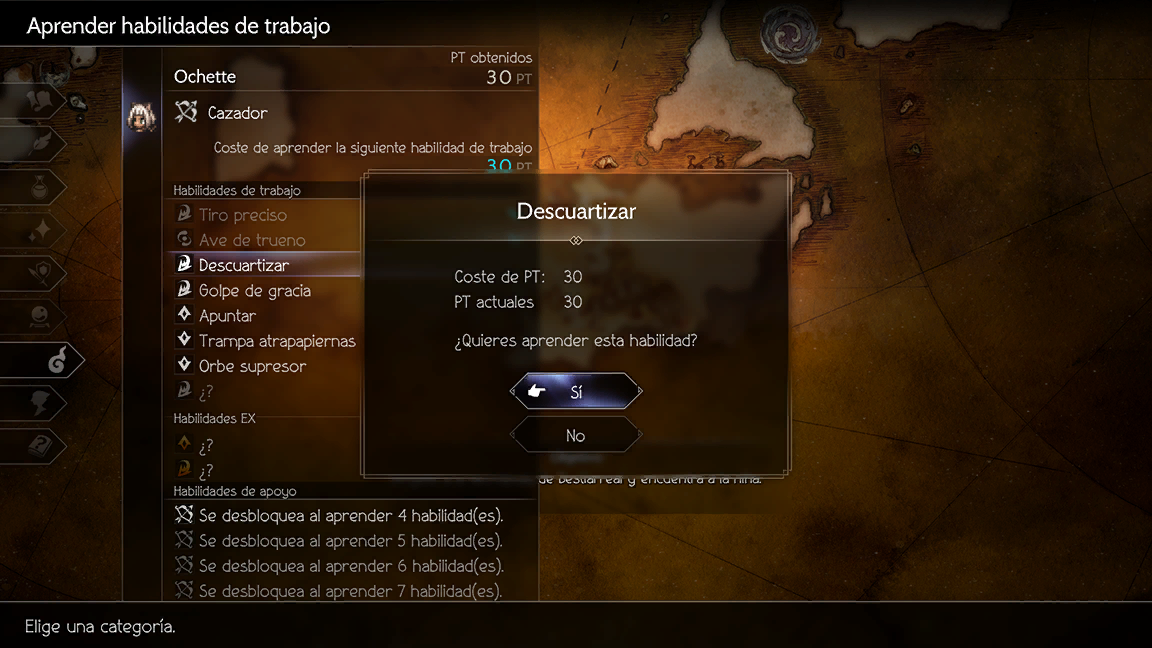 Aprender habilidades de trabajo
PT obtenidos
Ochette
30 PT
Cazador
Coste de aprender la siguiente habilidad de trabajo
30 PT
Habilidades de trabajo
Tiro preciso
Ave de trueno
Descuartizar
Golpe de gracia
Apuntar
Trampa atrapapiernas
Orbe supresor
¿?
Habilidades EX
¿?
¿?
Habilidades de apoyo
Se desbloquea al aprender 4 habilidad(es).
Se desbloquea al aprender 5 habilidad(es).
Se desbloquea al aprender 6 habilidad(es).
Se desbloquea al aprender 7 habilidad(es).
Descuartizar
Coste de PT: 30
PT actuales 30
¿Quieres aprender esta habilidad?
Sí
No
y encuentra a la niña.
Elige una categoría.